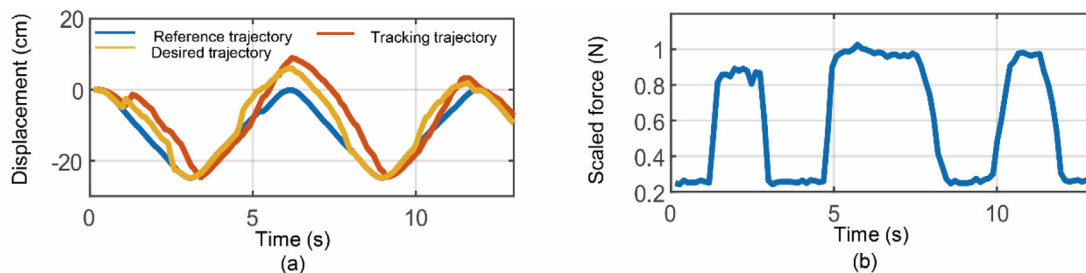 20
0
-20
Displacement (cm)
Reference trajectory
Tracking trajectory
Desired trajectory
0
5
10
Time (s)
(a)
1
0.8
0.6
0.4
0.2
Scaled force (N)
0
5
10
Time (s)
(b)